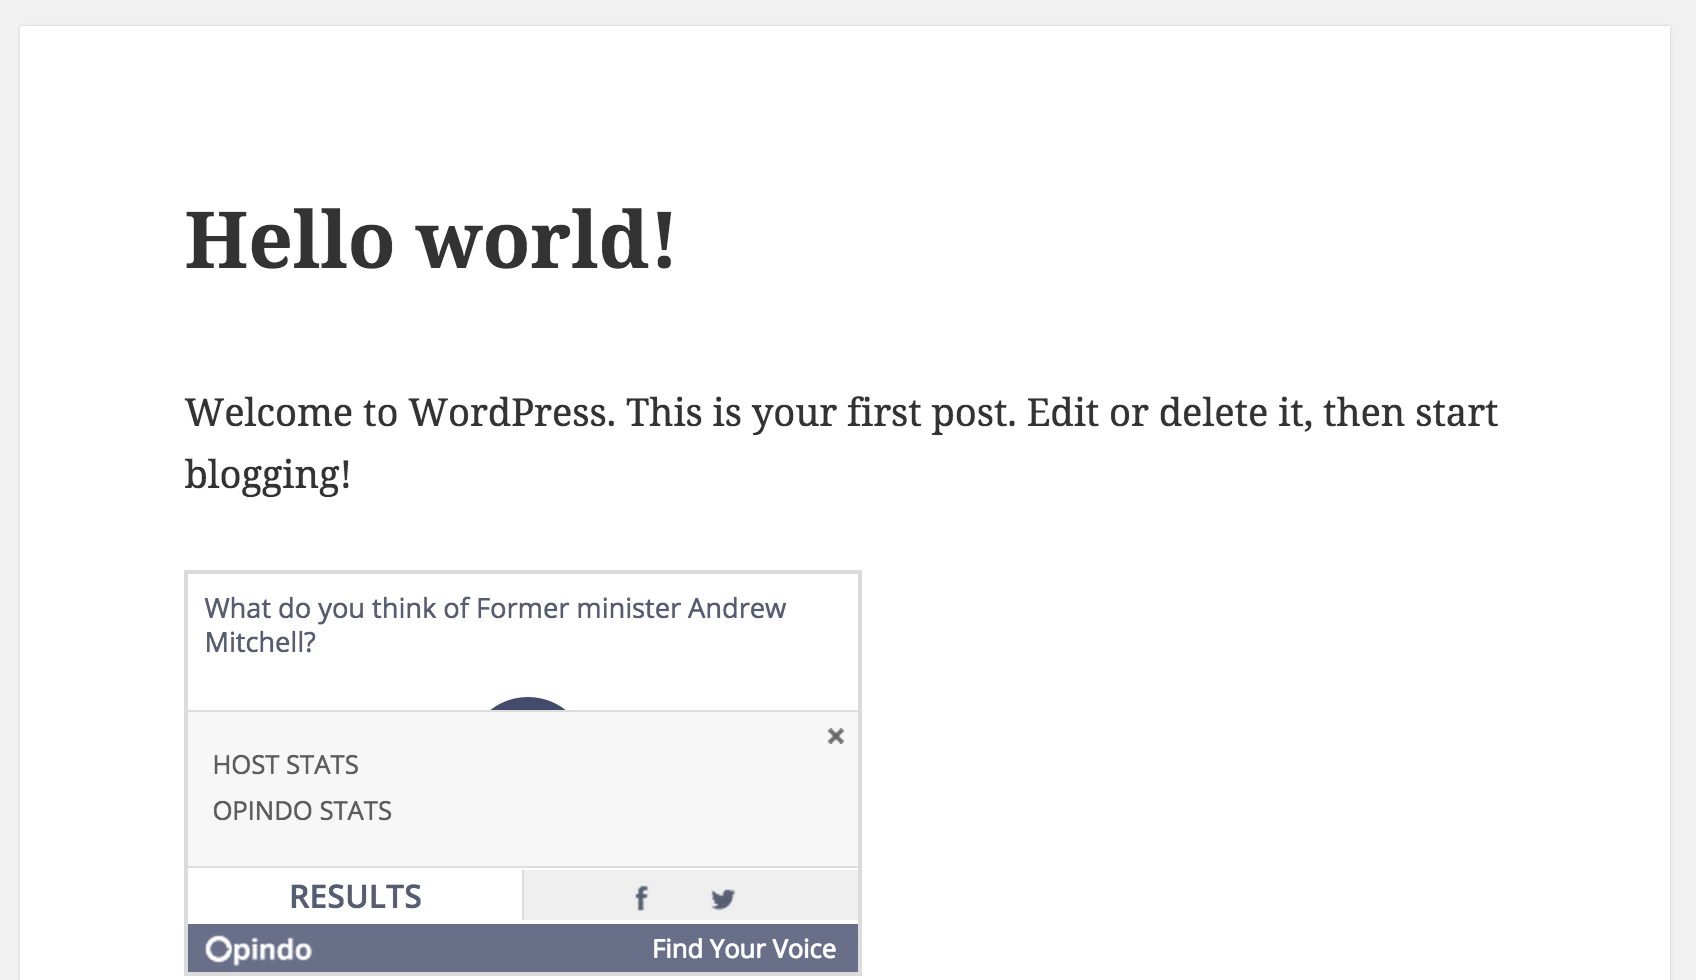 Hello world!
Welcome to WordPress. This is your first post. Edit or delete it, then start
blogging!
What do you think of Former minister Andrew
Mitchell?
HOST STATS
OPINDO STATS
RESULTS
Opindo Find Your Voice